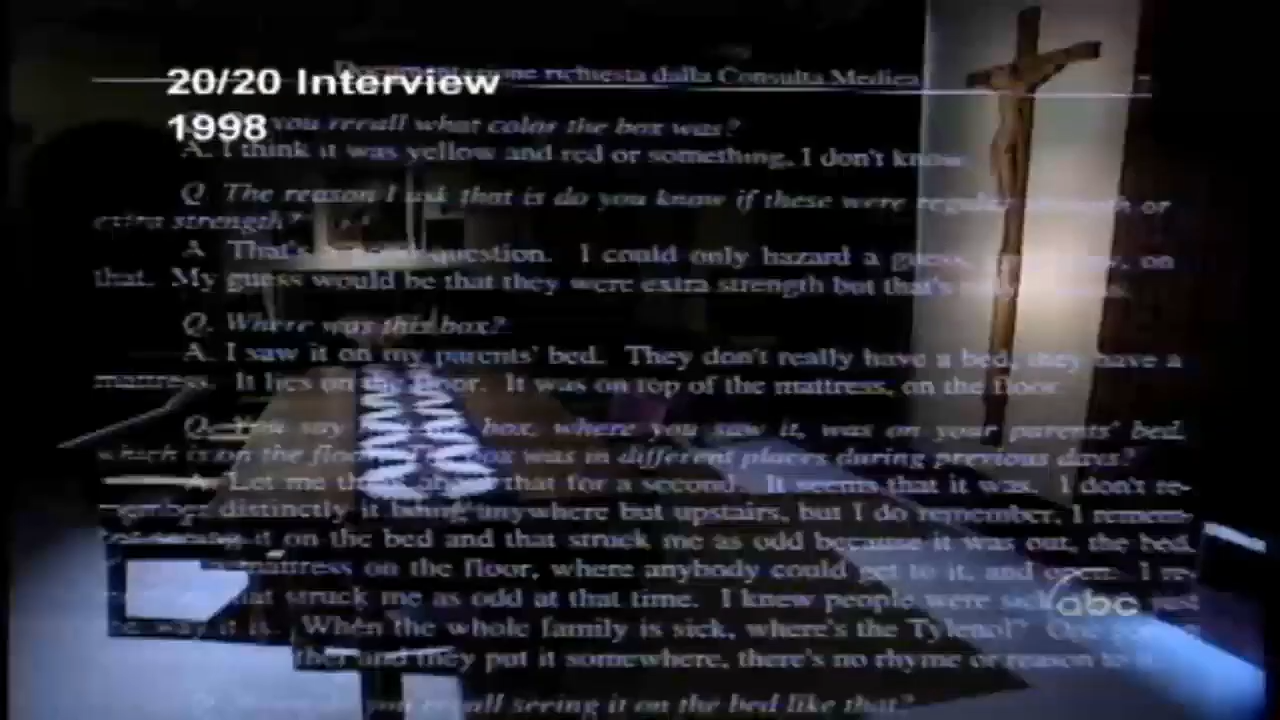 20/20 Interview
1998
richiesta dalla Consulta Medica
you recall what color the box was?
A. I think it was yellow and red or something, I don't know
Q. The reason I ask that is do you know if these were or
extra strength?
A. That's question. I could only hazard a on
that. My guess would be that they were extra strength but that's
Q. Where was this box?
A. I saw it on my parents' bed. They don't really have a bed, they have a
mattress. It lies on the floor. It was on top of the mattress, on the floor.
Q. You say box, where you saw it, was on your parents' bed,
which is on the floor. box was in different places during previous days?
A. Let me that for a second. It seems that it was. I don't re-
member distinctly it being anywhere but upstairs, but I do remember, I remem-
it on the bed and that struck me as odd because it was out, the bed,
mattress on the floor, where anybody could get to it, and open. I re-
that struck me as odd at that time. I knew people were just
way it is. When the whole family is sick, where's the Tylenol?
and they put it somewhere, there's no rhyme or reason to
you recall seeing it on the bed like that?
abc